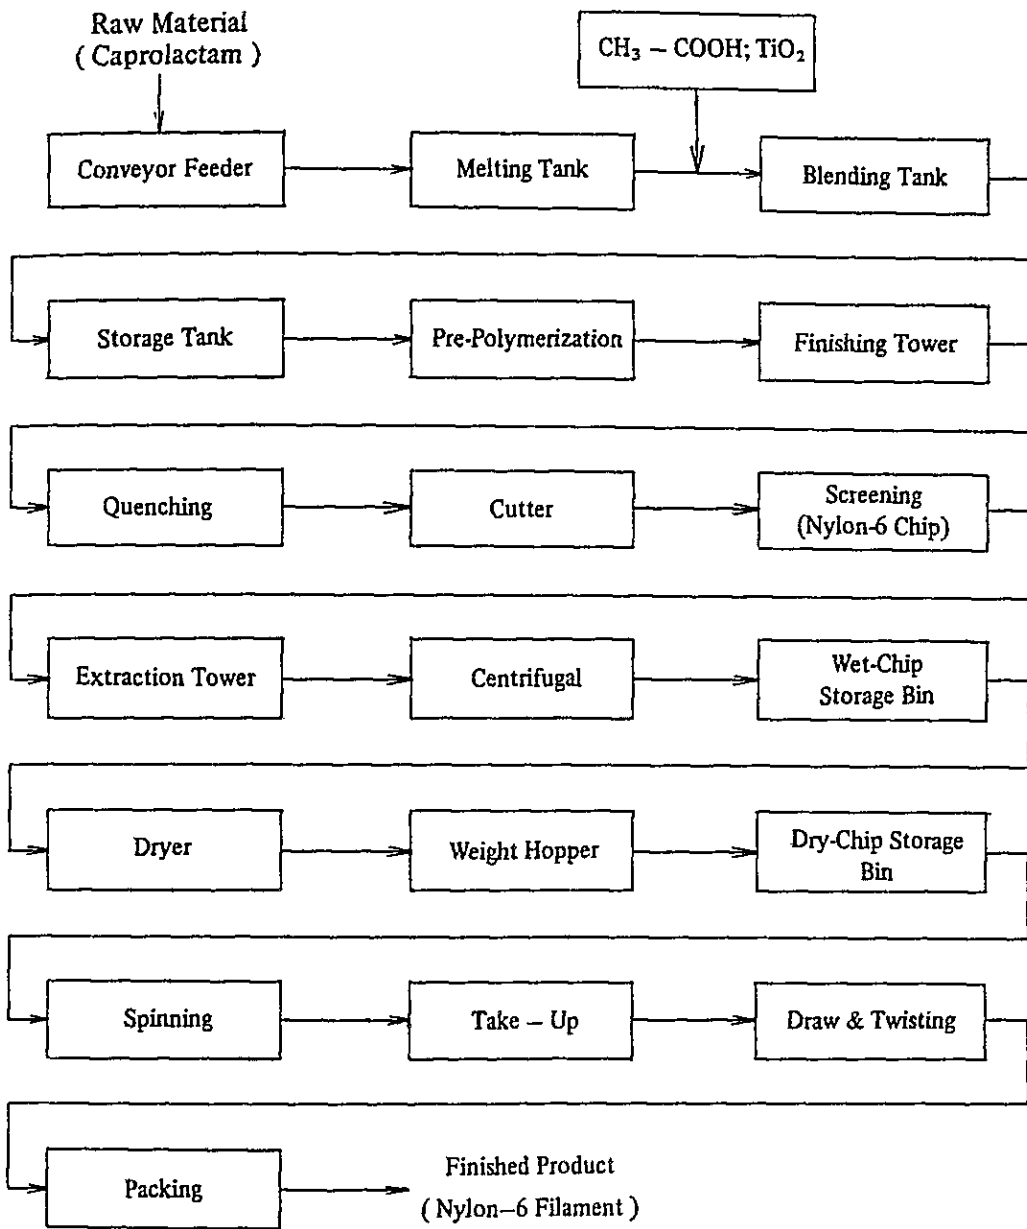 Raw Material
( Caprolactam )
CH₃ – COOH; TiO₂
Conveyor Feeder
Melting Tank
Blending Tank
Storage Tank
Pre-Polymerization
Finishing Tower
Quenching
Cutter
Screening
(Nylon-6 Chip)
Extraction Tower
Centrifugal
Wet-Chip
Storage Bin
Dryer
Weight Hopper
Dry-Chip Storage
Bin
Spinning
Take – Up
Draw & Twisting
Packing
Finished Product
( Nylon–6 Filament )